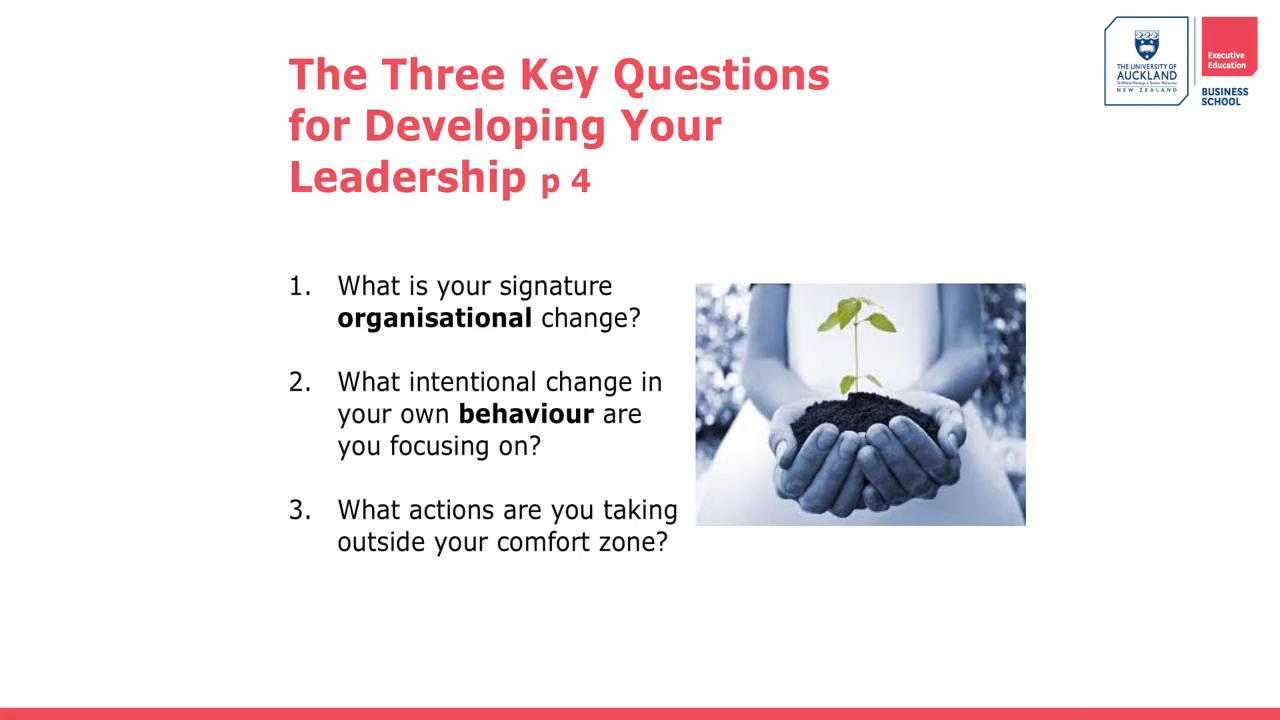 The Three Key Questions
for Developing Your
Leadership p 4
1. What is your signature
organisational change?
2. What intentional change in
your own behaviour are
you focusing on?
3. What actions are you taking
outside your comfort zone?
THE UNIVERSITY OF
AUCKLAND
NEW ZEALAND
Executive
Education
BUSINESS
SCHOOL